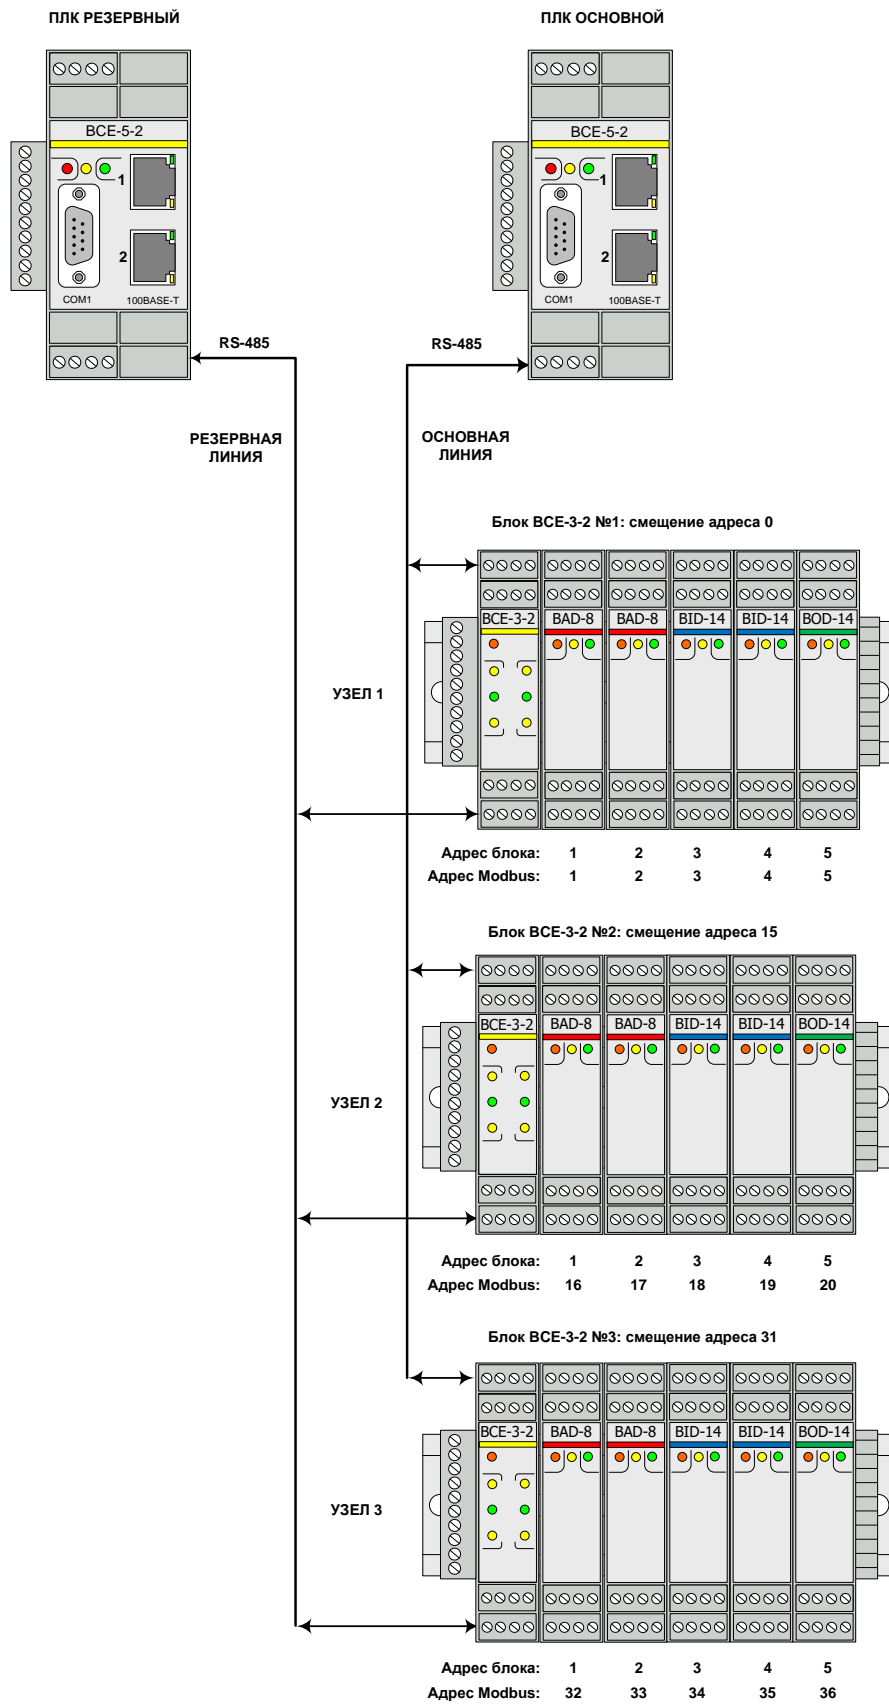 ПЛК РЕЗЕРВНЫЙ
ПЛК ОСНОВНОЙ
BCE-5-2
BCE-5-2
1
1
2
2
COM1
100BASE-T
COM1
100BASE-T
RS-485
RS-485
РЕЗЕРВНАЯ
ЛИНИЯ
ОСНОВНАЯ
ЛИНИЯ
Блок BCE-3-2 №1: смещение адреса 0
BCE-3-2 BAD-8 BAD-8 BID-14 BID-14 BOD-14
УЗЕЛ 1
Адрес блока: 1 2 3 4 5
Адрес Modbus: 1 2 3 4 5
Блок BCE-3-2 №2: смещение адреса 15
BCE-3-2 BAD-8 BAD-8 BID-14 BID-14 BOD-14
УЗЕЛ 2
Адрес блока: 1 2 3 4 5
Адрес Modbus: 16 17 18 19 20
Блок BCE-3-2 №3: смещение адреса 31
BCE-3-2 BAD-8 BAD-8 BID-14 BID-14 BOD-14
УЗЕЛ 3
Адрес блока: 1 2 3 4 5
Адрес Modbus: 32 33 34 35 36